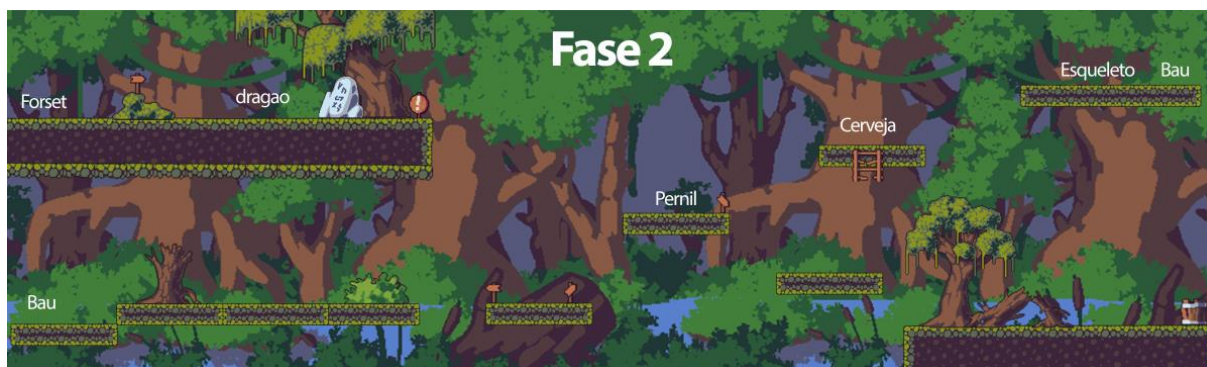 Fase 2
Esqueleto Bau
Forset dragao
Cerveja
Pernil
Bau